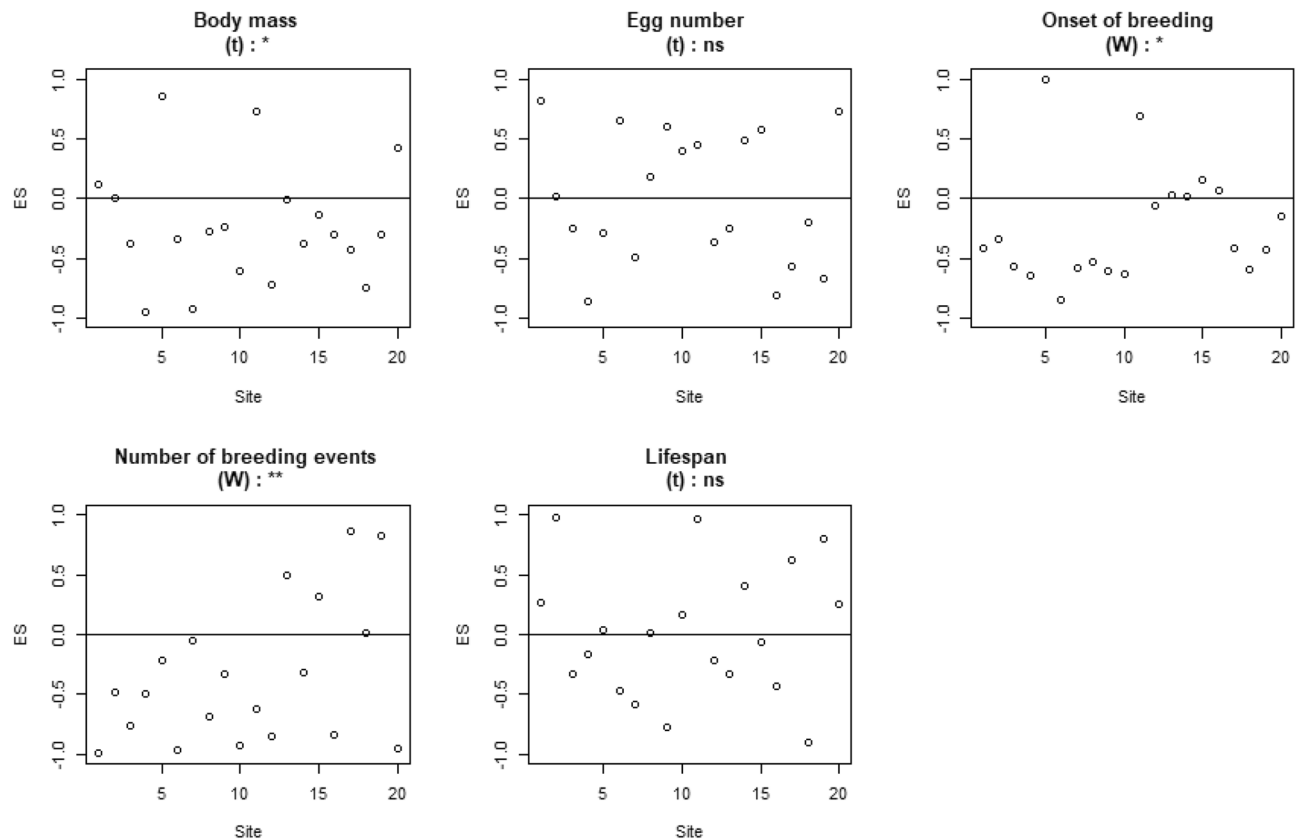 Body mass
(t) : *
Egg number
(t) : ns
Onset of breeding
(W) : *
ES
1.0
0.5
0.0
-0.5
-1.0
5 10 15 20
Site
ES
1.0
0.5
0.0
-0.5
-1.0
5 10 15 20
Site
ES
1.0
0.5
0.0
-0.5
-1.0
5 10 15 20
Site
Number of breeding events
(W) : **
Lifespan
(t) : ns
ES
1.0
0.5
0.0
-0.5
-1.0
5 10 15 20
Site
ES
1.0
0.5
0.0
-0.5
-1.0
5 10 15 20
Site